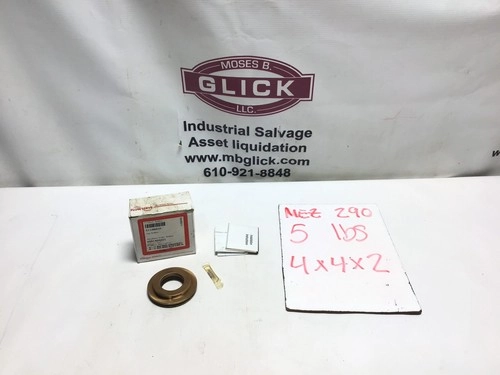 MOSES B.
GLICK
LLC.
Industrial Salvage
Asset liquidation
www.mbglick.com
610-921-8848
MEZ 290
5 lbs
4x4x2